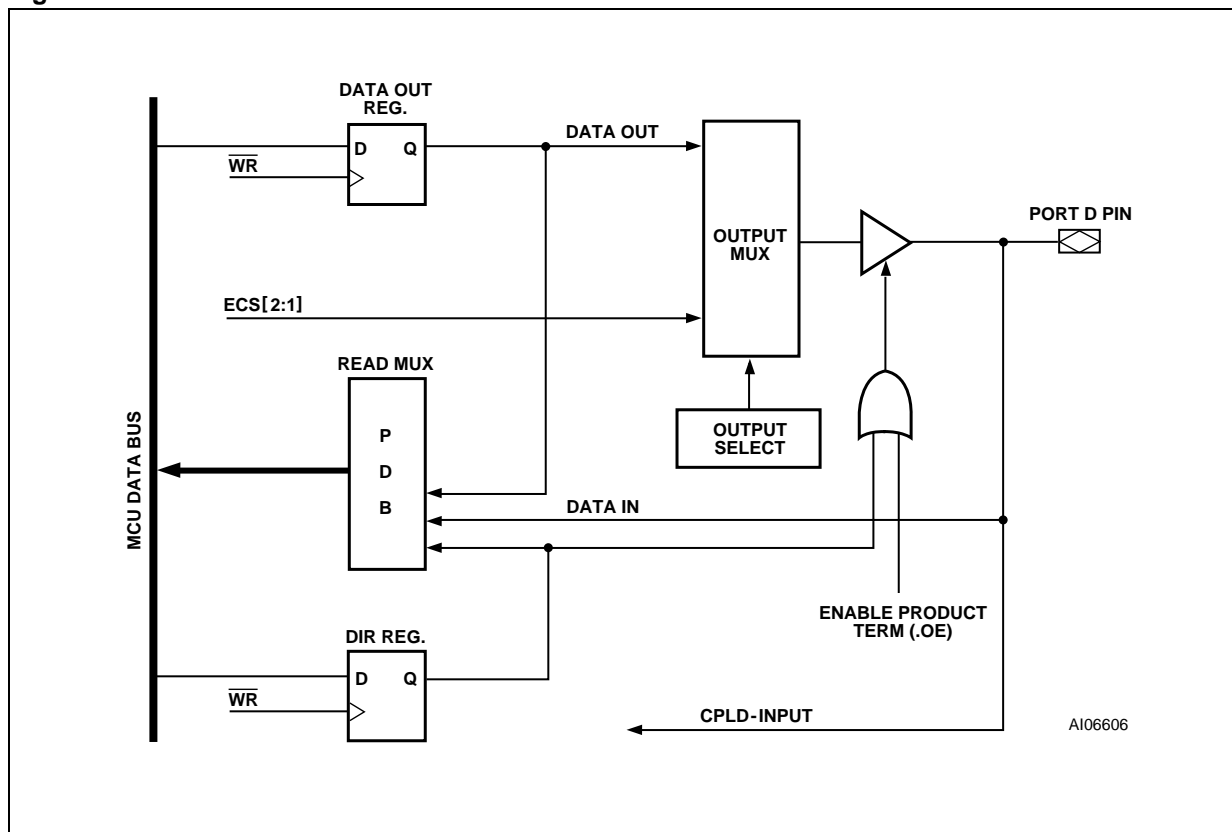 DATA OUT
REG.
D Q
WR
DATA OUT
OUTPUT
MUX
PORT D PIN
ECS[2:1]
READ MUX
P
D
B
OUTPUT
SELECT
MCU DATA BUS
DATA IN
ENABLE PRODUCT
TERM (.OE)
DIR REG.
D Q
WR
CPLD-INPUT
AI06606